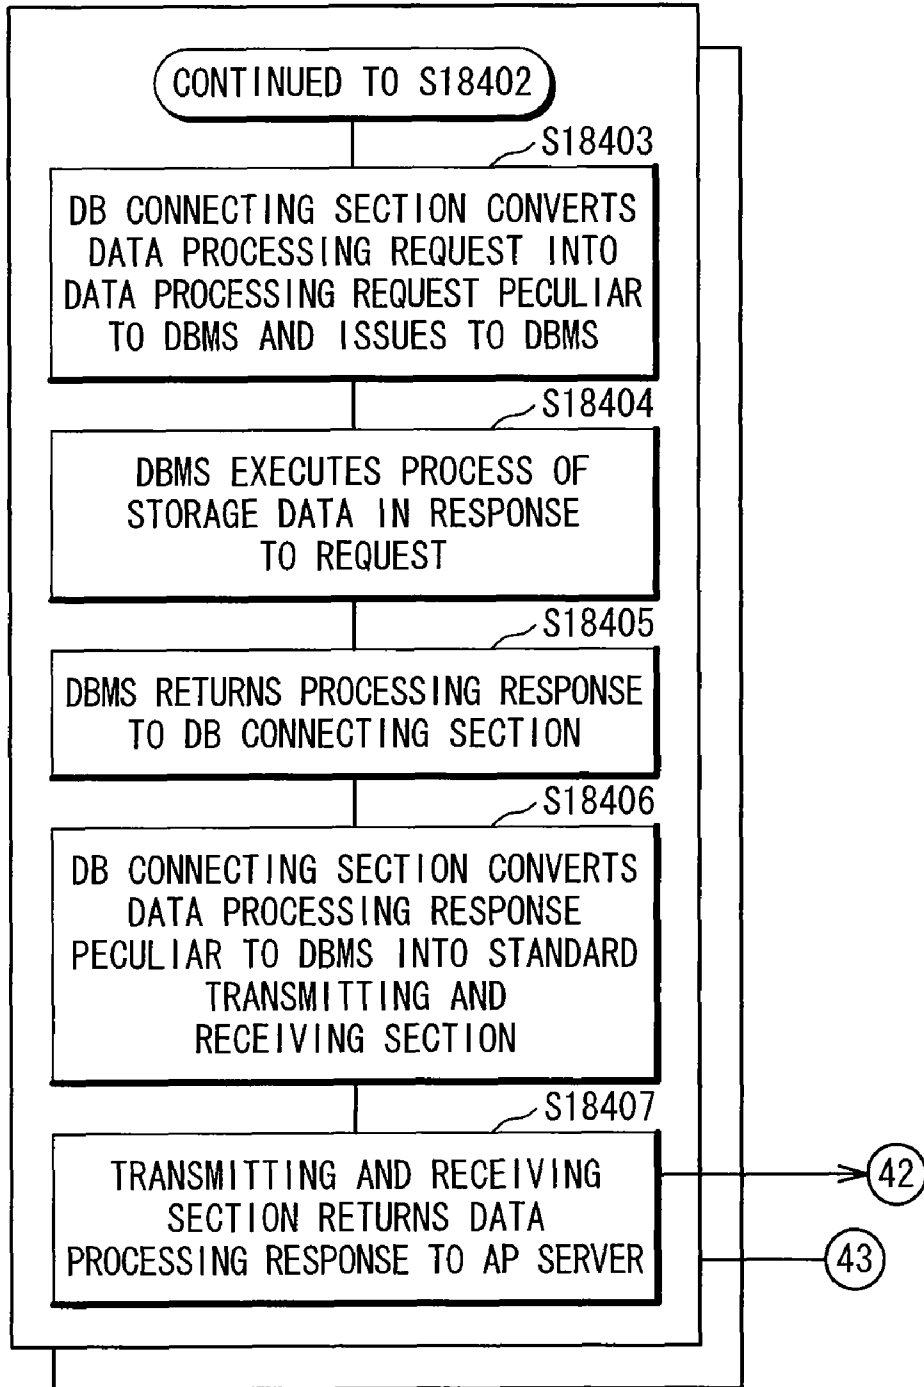 CONTINUED TO S18402
S18403
DB CONNECTING SECTION CONVERTS
DATA PROCESSING REQUEST INTO
DATA PROCESSING REQUEST PECULIAR
TO DBMS AND ISSUES TO DBMS
S18404
DBMS EXECUTES PROCESS OF
STORAGE DATA IN RESPONSE
TO REQUEST
S18405
DBMS RETURNS PROCESSING RESPONSE
TO DB CONNECTING SECTION
S18406
DB CONNECTING SECTION CONVERTS
DATA PROCESSING RESPONSE
PECULIAR TO DBMS INTO STANDARD
TRANSMITTING AND
RECEIVING SECTION
S18407
TRANSMITTING AND RECEIVING
SECTION RETURNS DATA
PROCESSING RESPONSE TO AP SERVER
42
43